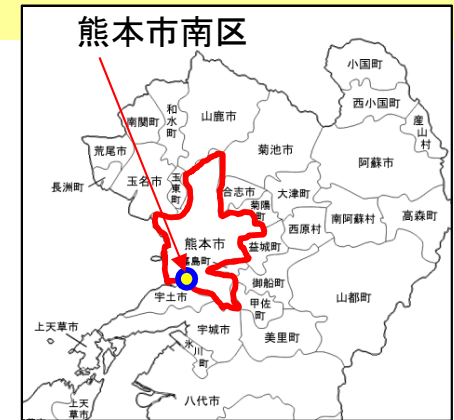 熊本市南区
小国町
西小国町
産山村
和水町
山鹿市
南関町
菊池市
荒尾市
阿蘇市
玉名市
玉東町
長洲町
合志市
大津町
菊陽町
高森町
南阿蘇村
西原村
熊本市
益城町
嘉島町
御船町
山都町
宇土市
甲佐町
上天草市
宇城市
美里町
氷川町
八代市
上天草市